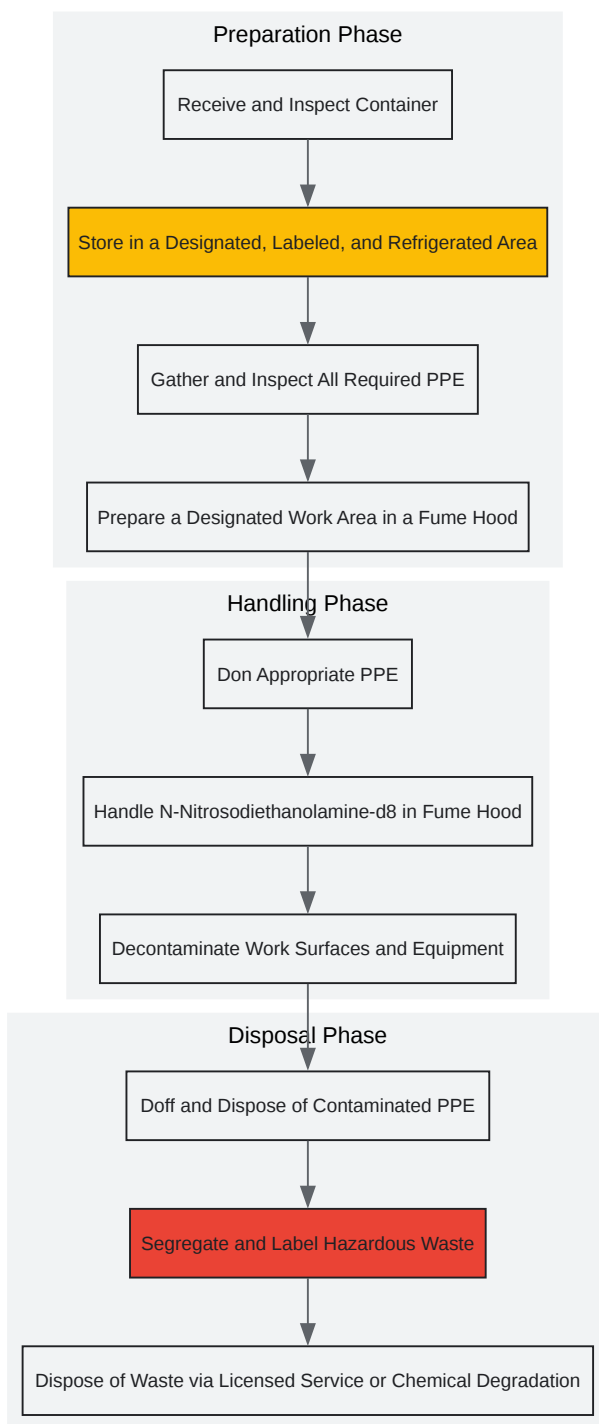 Preparation Phase
Receive and Inspect Container
Store in a Designated, Labeled, and Refrigerated Area
Gather and Inspect All Required PPE
Prepare a Designated Work Area in a Fume Hood
Handling Phase
Don Appropriate PPE
Handle N-Nitrosodiethanolamine-d8 in Fume Hood
Decontaminate Work Surfaces and Equipment
Disposal Phase
Doff and Dispose of Contaminated PPE
Segregate and Label Hazardous Waste
Dispose of Waste via Licensed Service or Chemical Degradation